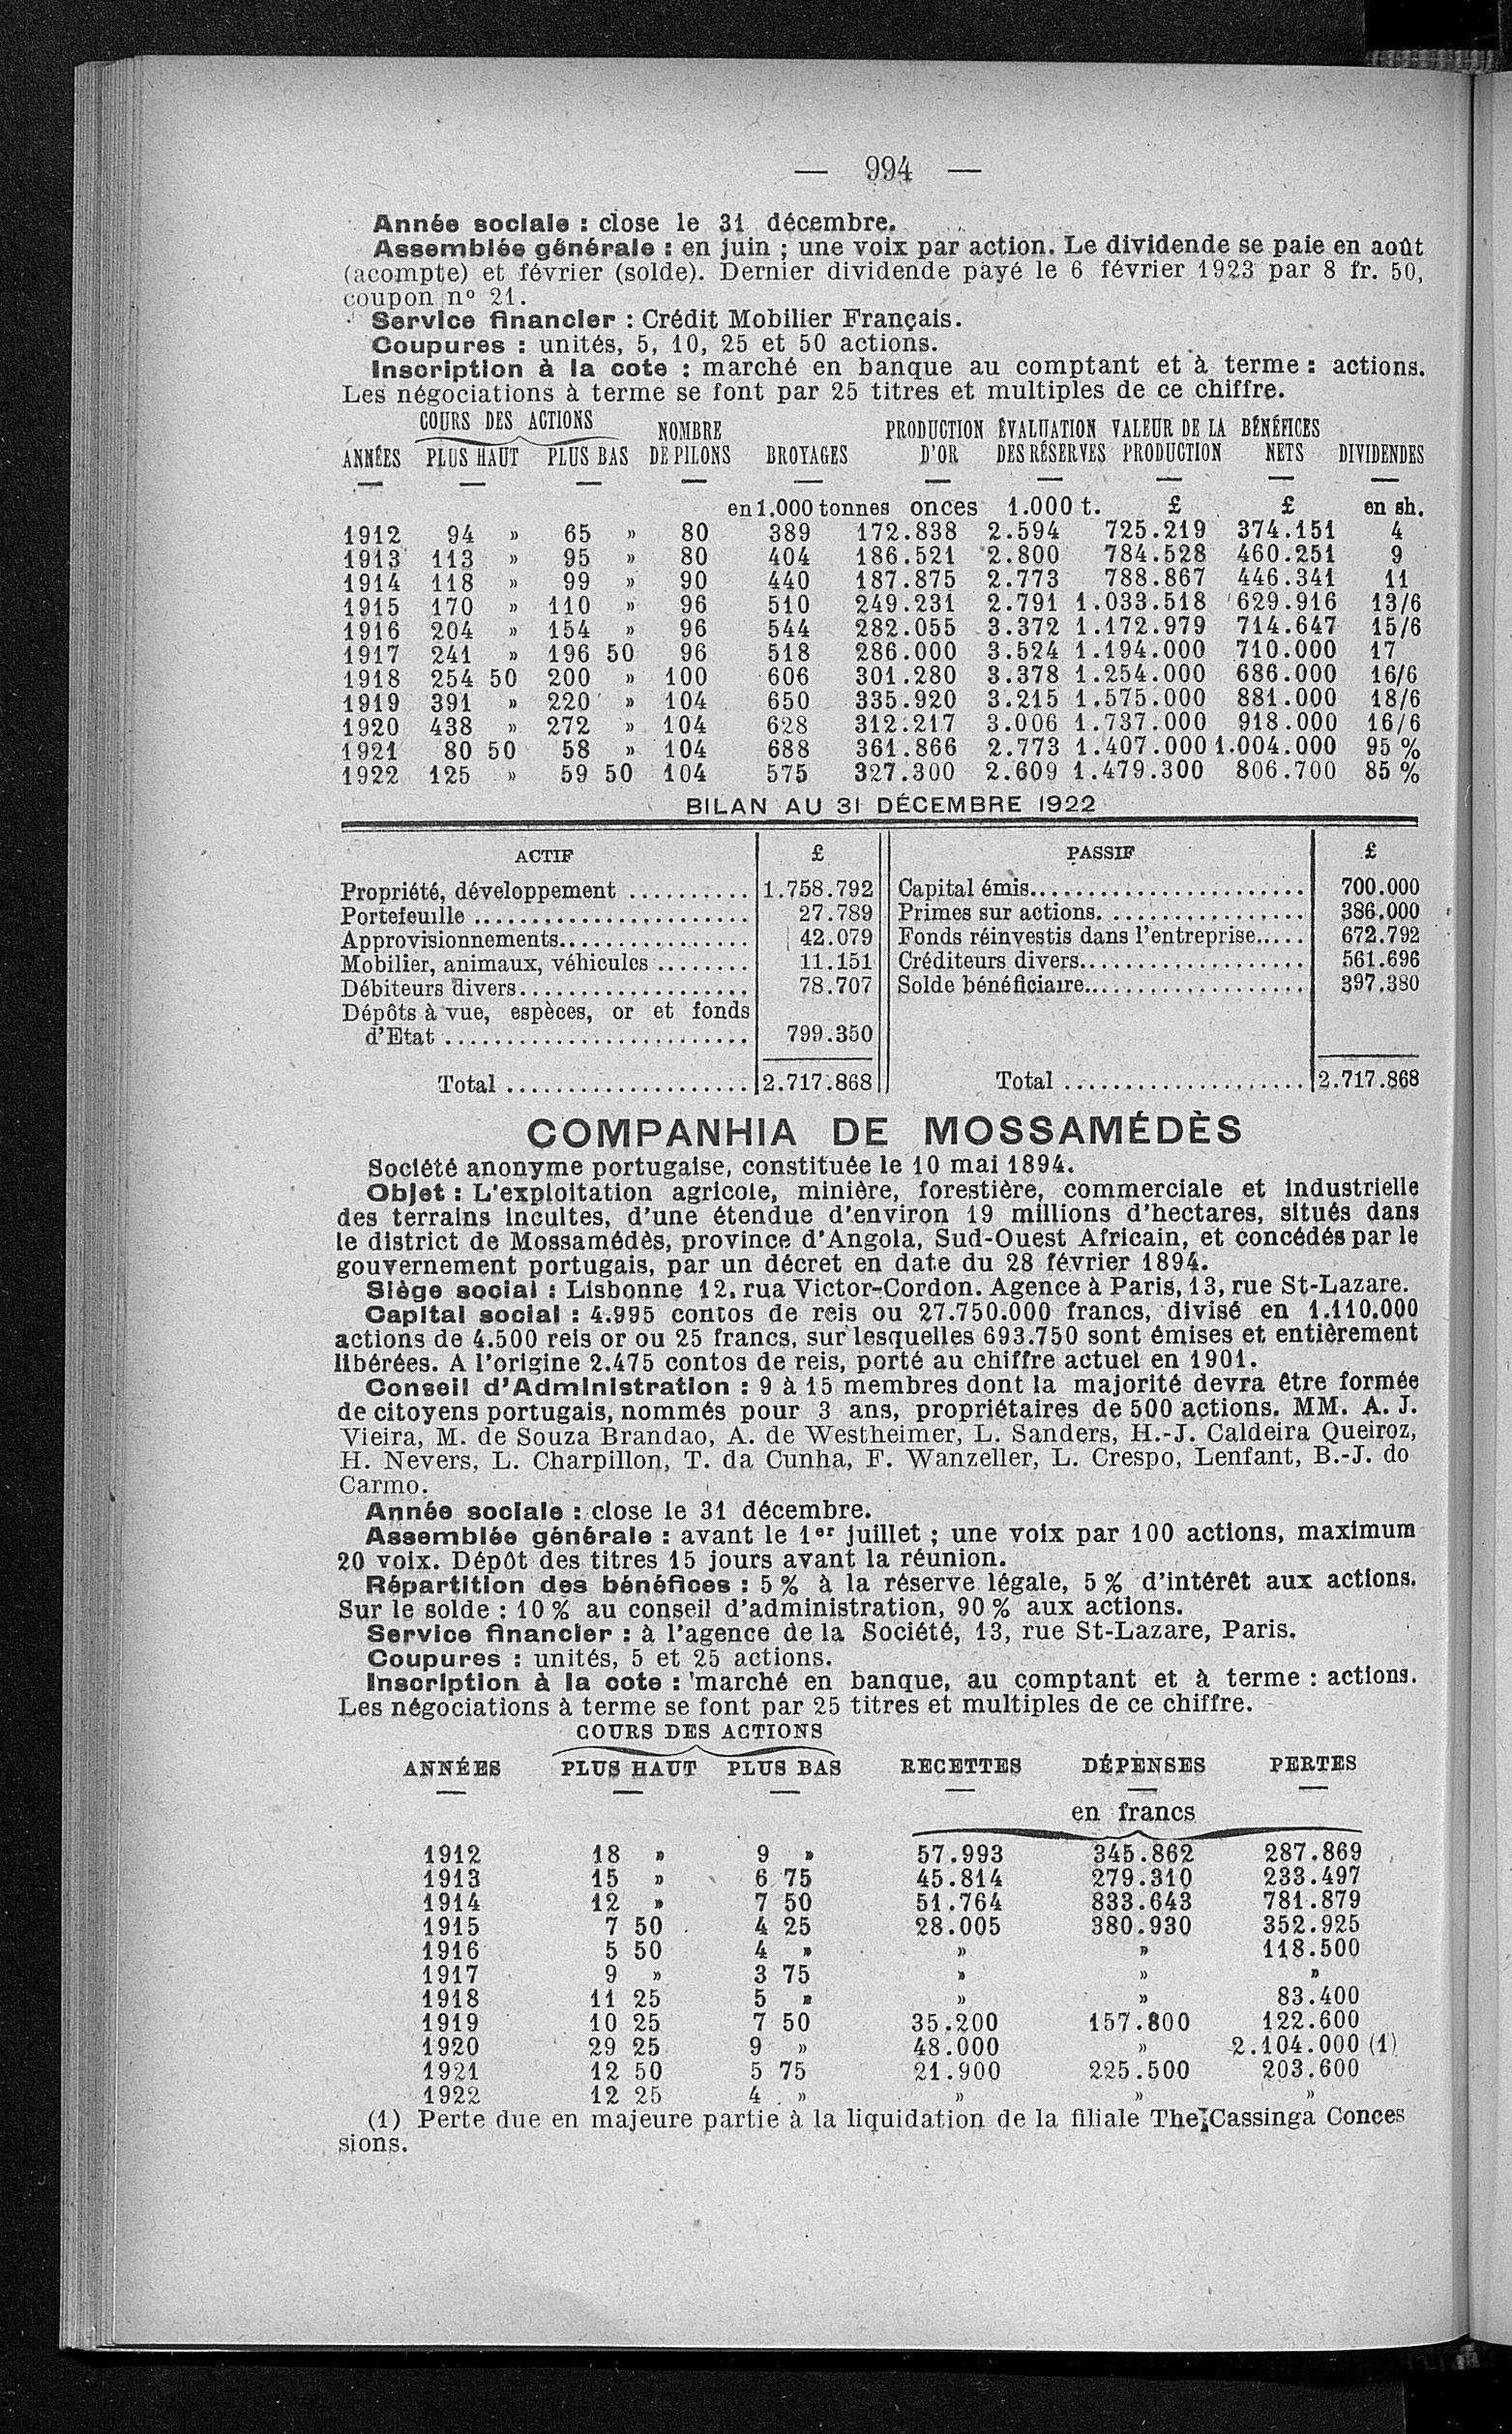 — 994 —
Année sociale : close le 31 décembre.
Assemblée générale : en juin ; une voix par action. Le dividende se paie en août
(acompte) et février (solde). Dernier dividende payé le 6 février 1923 par 8 fr. 50,
coupon nº 21.
Service financier : Crédit Mobilier Français.
Coupures : unités, 5, 10, 25 et 50 actions.
Inscription à la cote : marché en banque au comptant et à terme : actions.
Les négociations à terme se font par 25 titres et multiples de ce chiffre.
COURS DES ACTIONS NOMBRE PRODUCTION ÉVALUATION VALEUR DE LA BÉNÉFICES
ANNÉES PLUS HAUT PLUS BAS DE PILONS BROYAGES D'OR DES RÉSERVES PRODUCTION NETS DIVIDENDES
en 1.000 tonnes onces 1.000 t. £ £ en sh.
1912 94 » 65 » 80 389 172.838 2.594 725.219 374.151 4
1913 113 » 95 » 80 404 186.521 2.800 784.528 460.251 9
1914 118 » 99 » 90 440 187.875 2.773 788.867 446.341 11
1915 170 » 110 » 96 510 249.231 2.791 1.033.518 629.916 13/6
1916 204 » 154 » 96 544 282.055 3.372 1.172.979 714.647 15/6
1917 241 » 196 50 96 518 286.000 3.524 1.194.000 710.000 17
1918 254 50 200 » 100 606 301.280 3.378 1.254.000 686.000 16/6
1919 391 » 220 » 104 650 335.920 3.215 1.575.000 881.000 18/6
1920 438 » 272 » 104 628 312.217 3.006 1.737.000 918.000 16/6
1921 80 50 58 » 104 688 361.866 2.773 1.407.000 1.004.000 95 %
1922 125 » 59 50 104 575 327.300 2.609 1.479.300 806.700 85 %
BILAN AU 31 DÉCEMBRE 1922
ACTIF £ PASSIF £
Propriété, développement .......... 1.758.792 Capital émis...................... 700.000
Portefeuille ...................... 27.789 Primes sur actions. ................ 386.000
Approvisionnements................ 42.079 Fonds réinvestis dans l'entreprise..... 672.792
Mobilier, animaux, véhicules ........ 11.151 Créditeurs divers.................. 561.696
Débiteurs divers................... 78.707 Solde bénéficiaire.................. 397.380
Dépôts à vue, espèces, or et fonds
d'Etat ......................... 799.350
Total .................... 2.717.868 Total .................... 2.717.868
COMPANHIA DE MOSSAMÉDÈS
Société anonyme portugaise, constituée le 10 mai 1894.
Objet : L'exploitation agricole, minière, forestière, commerciale et industrielle
des terrains incultes, d'une étendue d'environ 19 millions d'hectares, situés dans
le district de Mossamédès, province d'Angola, Sud-Ouest Africain, et concédés par le
gouvernement portugais, par un décret en date du 28 février 1894.
Siège social : Lisbonne 12, rua Victor-Cordon. Agence à Paris, 13, rue St-Lazare.
Capital social : 4.995 contos de reis ou 27.750.000 francs, divisé en 1.110.000
actions de 4.500 reis or ou 25 francs, sur lesquelles 693.750 sont émises et entièrement
libérées. A l'origine 2.475 contos de reis, porté au chiffre actuel en 1901.
Conseil d'Administration : 9 à 15 membres dont la majorité devra être formée
de citoyens portugais, nommés pour 3 ans, propriétaires de 500 actions. MM. A. J.
Vieira, M. de Souza Brandao, A. de Westheimer, L. Sanders, H.-J. Caldeira Queiroz,
H. Nevers, L. Charpillon, T. da Cunha, F. Wanzeller, L. Crespo, Lenfant, B.-J. do
Carmo.
Année sociale : close le 31 décembre.
Assemblée générale : avant le 1er juillet ; une voix par 100 actions, maximum
20 voix. Dépôt des titres 15 jours avant la réunion.
Répartition des bénéfices : 5 % à la réserve légale, 5 % d'intérêt aux actions.
Sur le solde : 10 % au conseil d'administration, 90 % aux actions.
Service financier : à l'agence de la Société, 13, rue St-Lazare, Paris.
Coupures : unités, 5 et 25 actions.
Inscription à la cote : marché en banque, au comptant et à terme : actions.
Les négociations à terme se font par 25 titres et multiples de ce chiffre.
COURS DES ACTIONS
ANNÉES PLUS HAUT PLUS BAS RECETTES DÉPENSES PERTES
en francs
1912 18 » 9 » 57.993 345.862 287.869
1913 15 » 6 75 45.814 279.310 233.497
1914 12 » 7 50 51.764 833.643 781.879
1915 7 50 4 25 28.005 380.930 352.925
1916 5 50 4 » » » 118.500
1917 9 » 3 75 » » »
1918 11 25 5 » » » 83.400
1919 10 25 7 50 35.200 157.800 122.600
1920 29 25 9 » 48.000 » 2.104.000 (1)
1921 12 50 5 75 21.900 225.500 203.600
1922 12 25 4 » » » »
(1) Perte due en majeure partie à la liquidation de la filiale The Cassinga Conces
sions.